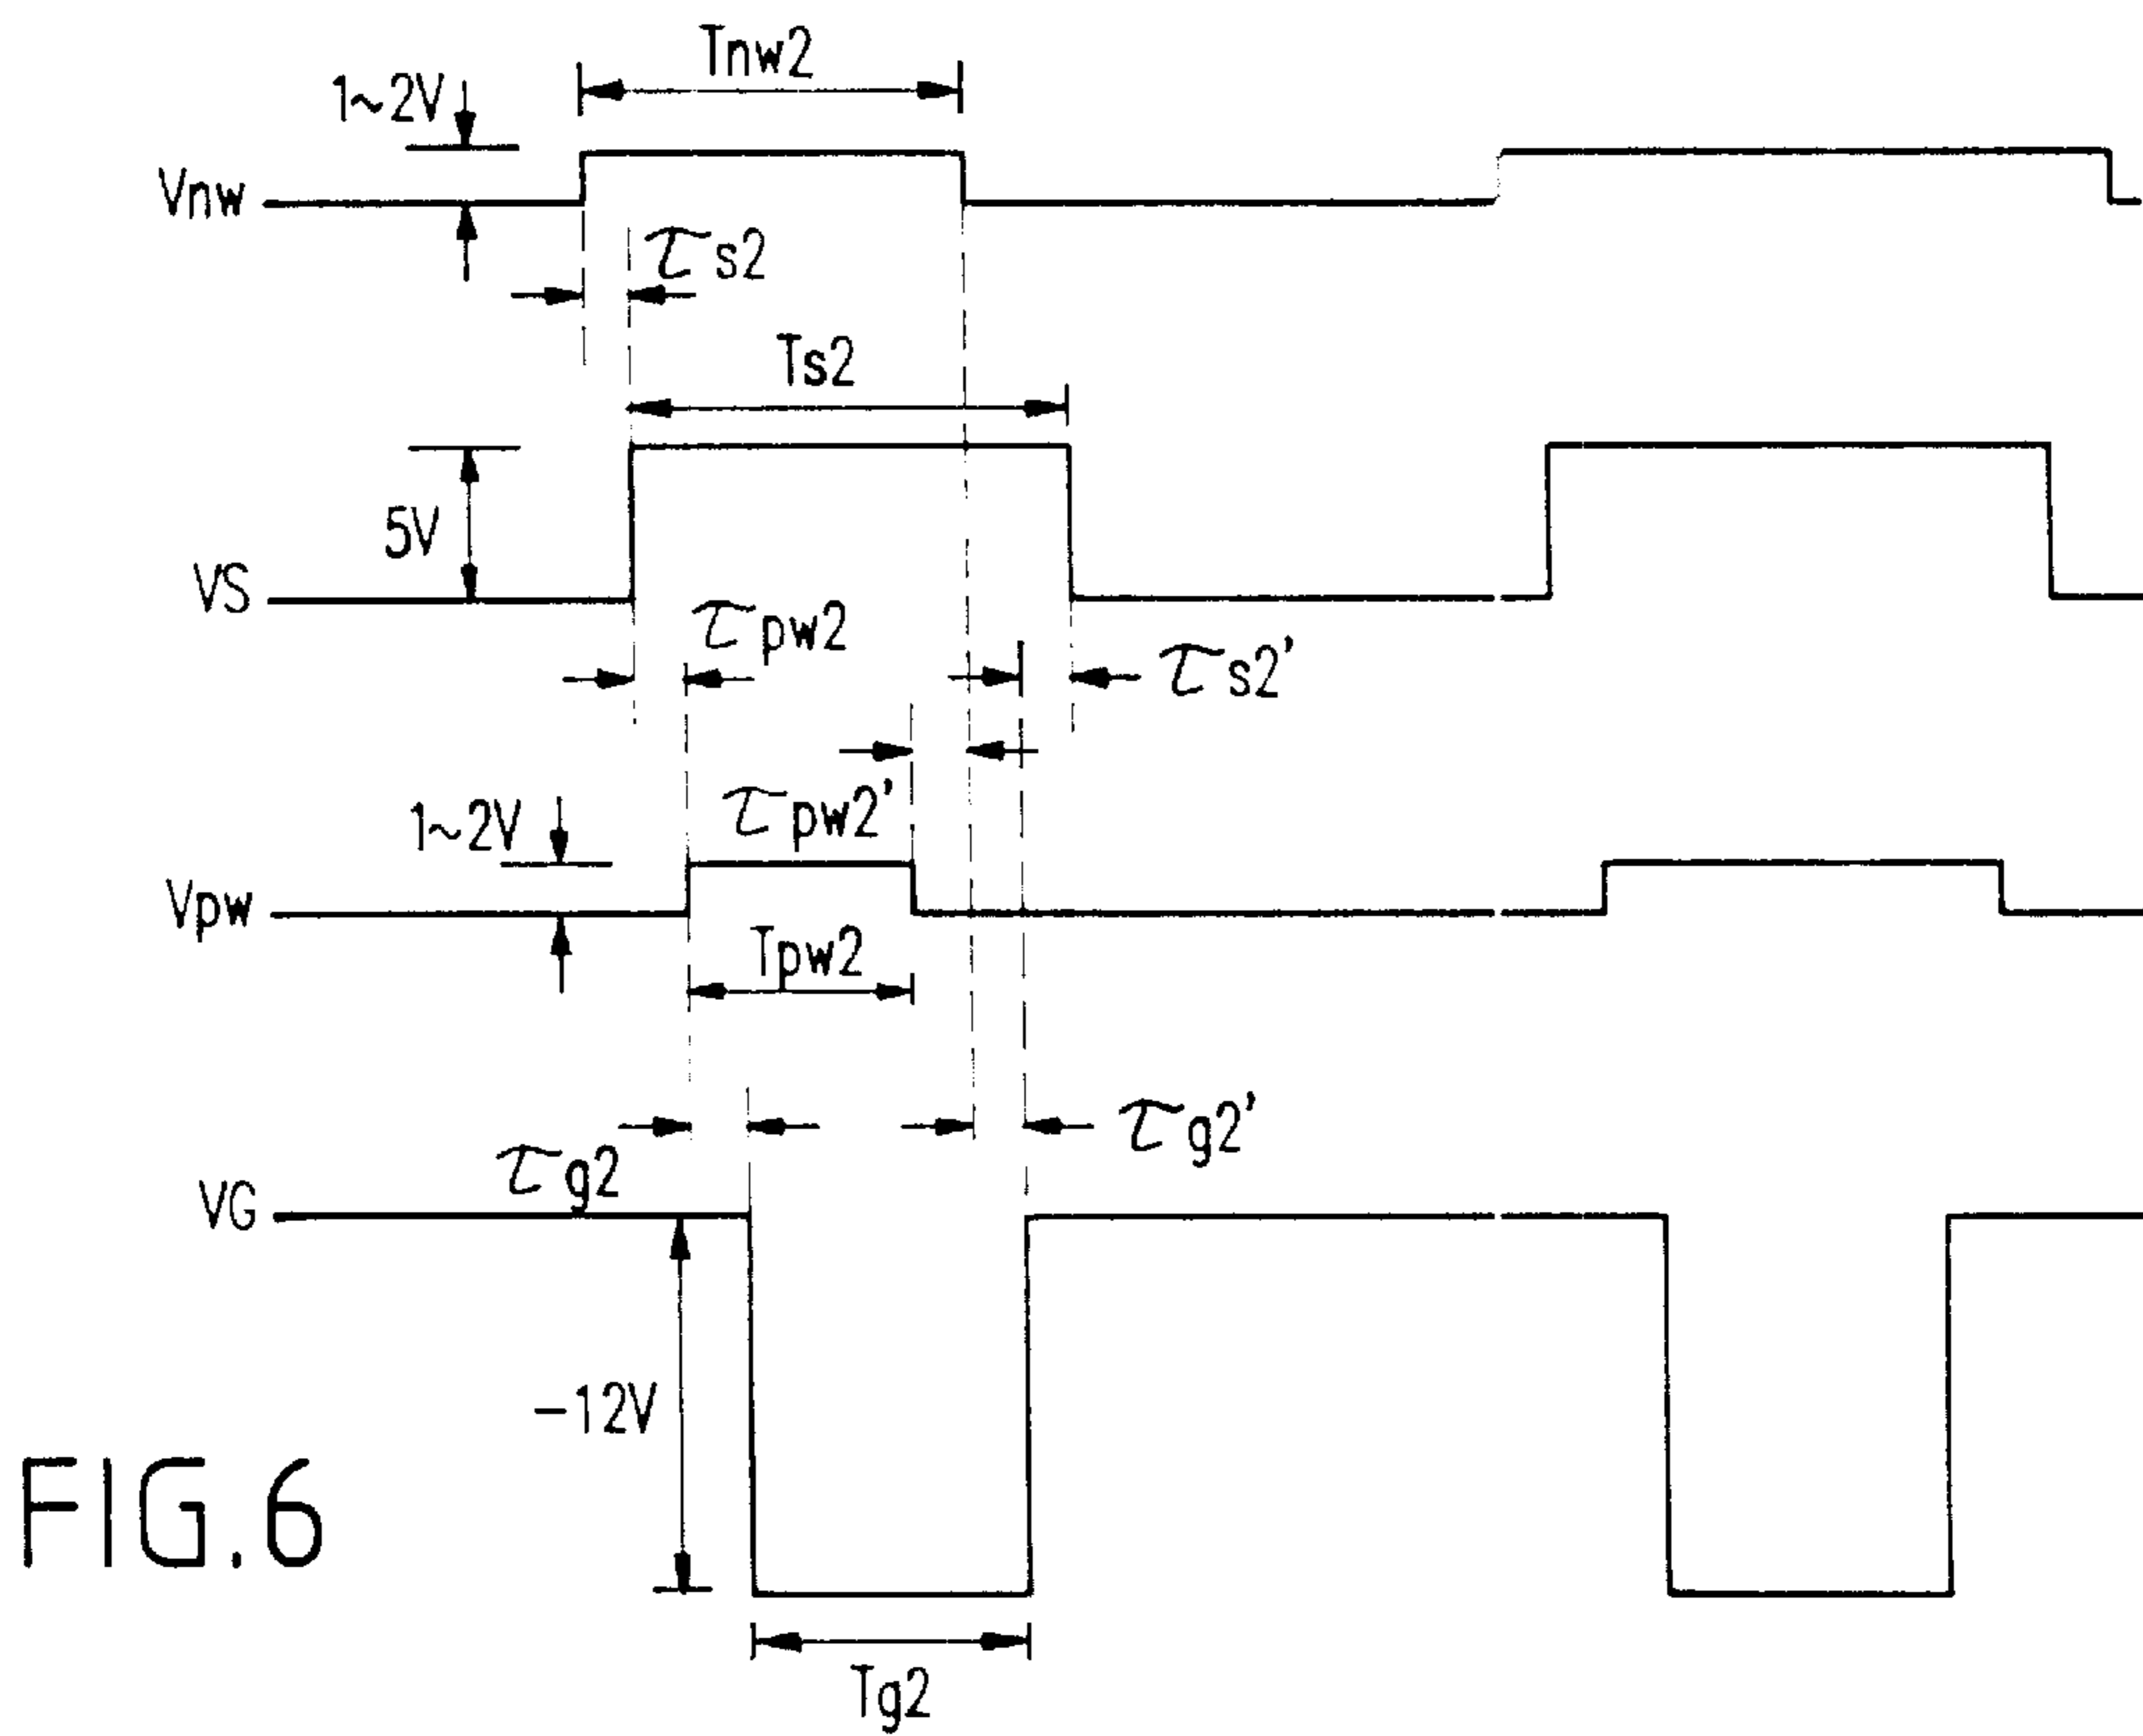 Tnw2
1~2V
Vnw
τs2
Ts2
5V
VS
τpw2
τs2'
τpw2'
1~2V
Vpw
Tpw2
τg2'
τg2
VG
-12V
FIG.6
Tg2